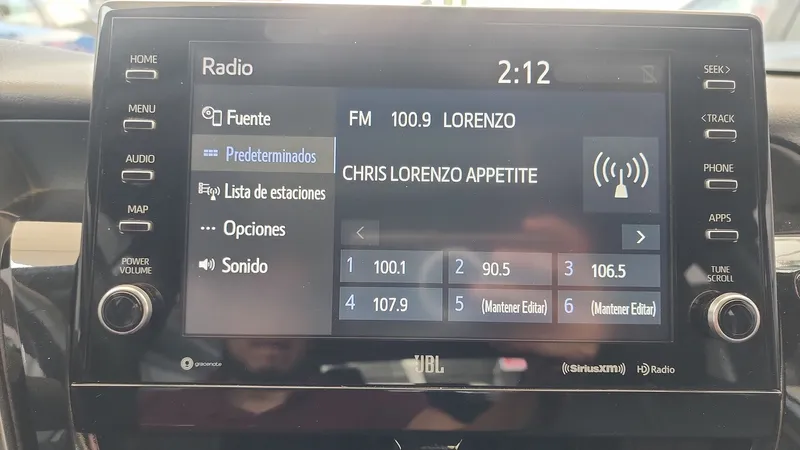 HOME
MENU
AUDIO
MAP
POWER
VOLUME
Radio
2:12
Fuente
Predeterminados
Lista de estaciones
Opciones
Sonido
FM 100.9 LORENZO
CHRIS LORENZO APPETITE
< >
1 100.1 2 90.5 3 106.5
4 107.9 5 (Mantener Editar) 6 (Mantener Editar)
SEEK >
< TRACK
PHONE
APPS
TUNE
SCROLL
gracenote JBL SiriusXM HD Radio